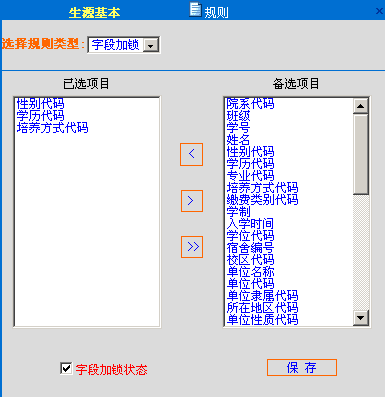 生源基本 规则
选择规则类型: 字段加锁
已选项目 备选项目
性别代码
学历代码
培养方式代码
院系代码
班级
学号
姓名
性别代码
学历代码
专业代码
培养方式代码
缴费类别代码
学制
入学时间
学位代码
宿舍编号
校区代码
单位名称
单位代码
单位隶属代码
所在地区代码
单位性质代码
<
>
>>
字段加锁状态
保 存